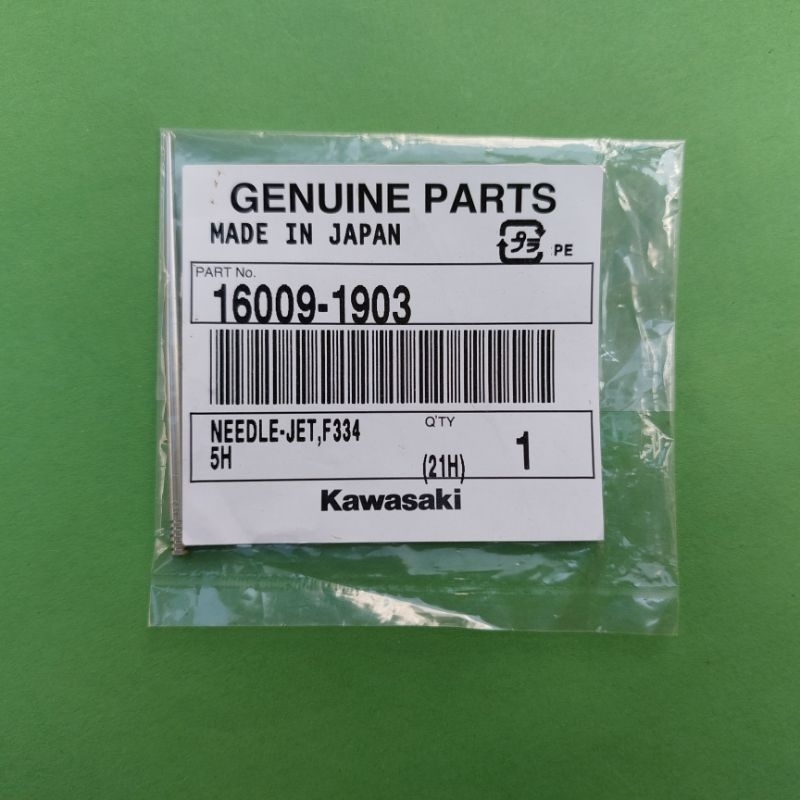 GENUINE PARTS
MADE IN JAPAN
プラ PE
PART No.
16009-1903
NEEDLE-JET,F334
5H
Q'TY
(21H) 1
Kawasaki